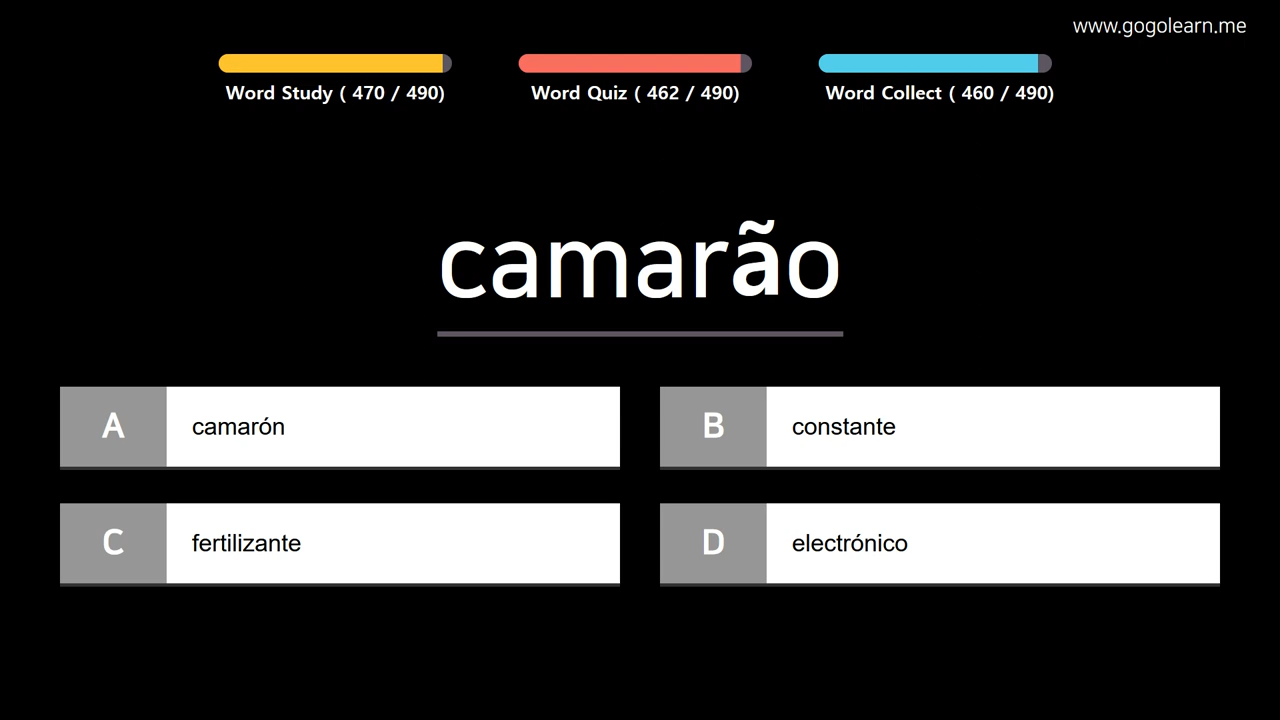 www.gogolearn.me
Word Study ( 470 / 490)
Word Quiz ( 462 / 490)
Word Collect ( 460 / 490)
camarão
A camarón
B constante
C fertilizante
D electrónico